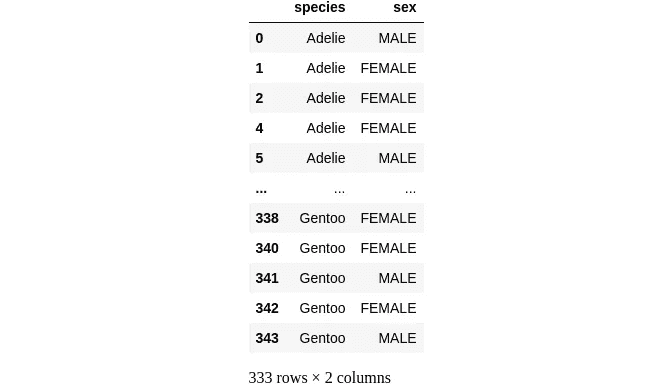 species sex
0 Adelie MALE
1 Adelie FEMALE
2 Adelie FEMALE
4 Adelie FEMALE
5 Adelie MALE
... ... ...
338 Gentoo FEMALE
340 Gentoo FEMALE
341 Gentoo MALE
342 Gentoo FEMALE
343 Gentoo MALE
333 rows × 2 columns